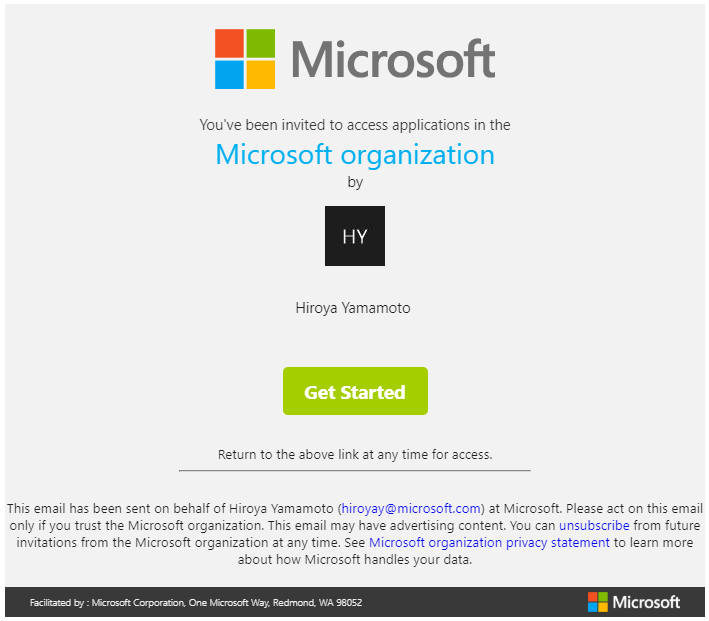 Microsoft
You've been invited to access applications in the
Microsoft organization
by
HY
Hiroya Yamamoto
Get Started
Return to the above link at any time for access.
This email has been sent on behalf of Hiroya Yamamoto (hiroyay@microsoft.com) at Microsoft. Please act on this email
only if you trust the Microsoft organization. This email may have advertising content. You can unsubscribe from future
invitations from the Microsoft organization at any time. See Microsoft organization privacy statement to learn more
about how Microsoft handles your data.
Facilitated by : Microsoft Corporation, One Microsoft Way, Redmond, WA 98052
Microsoft